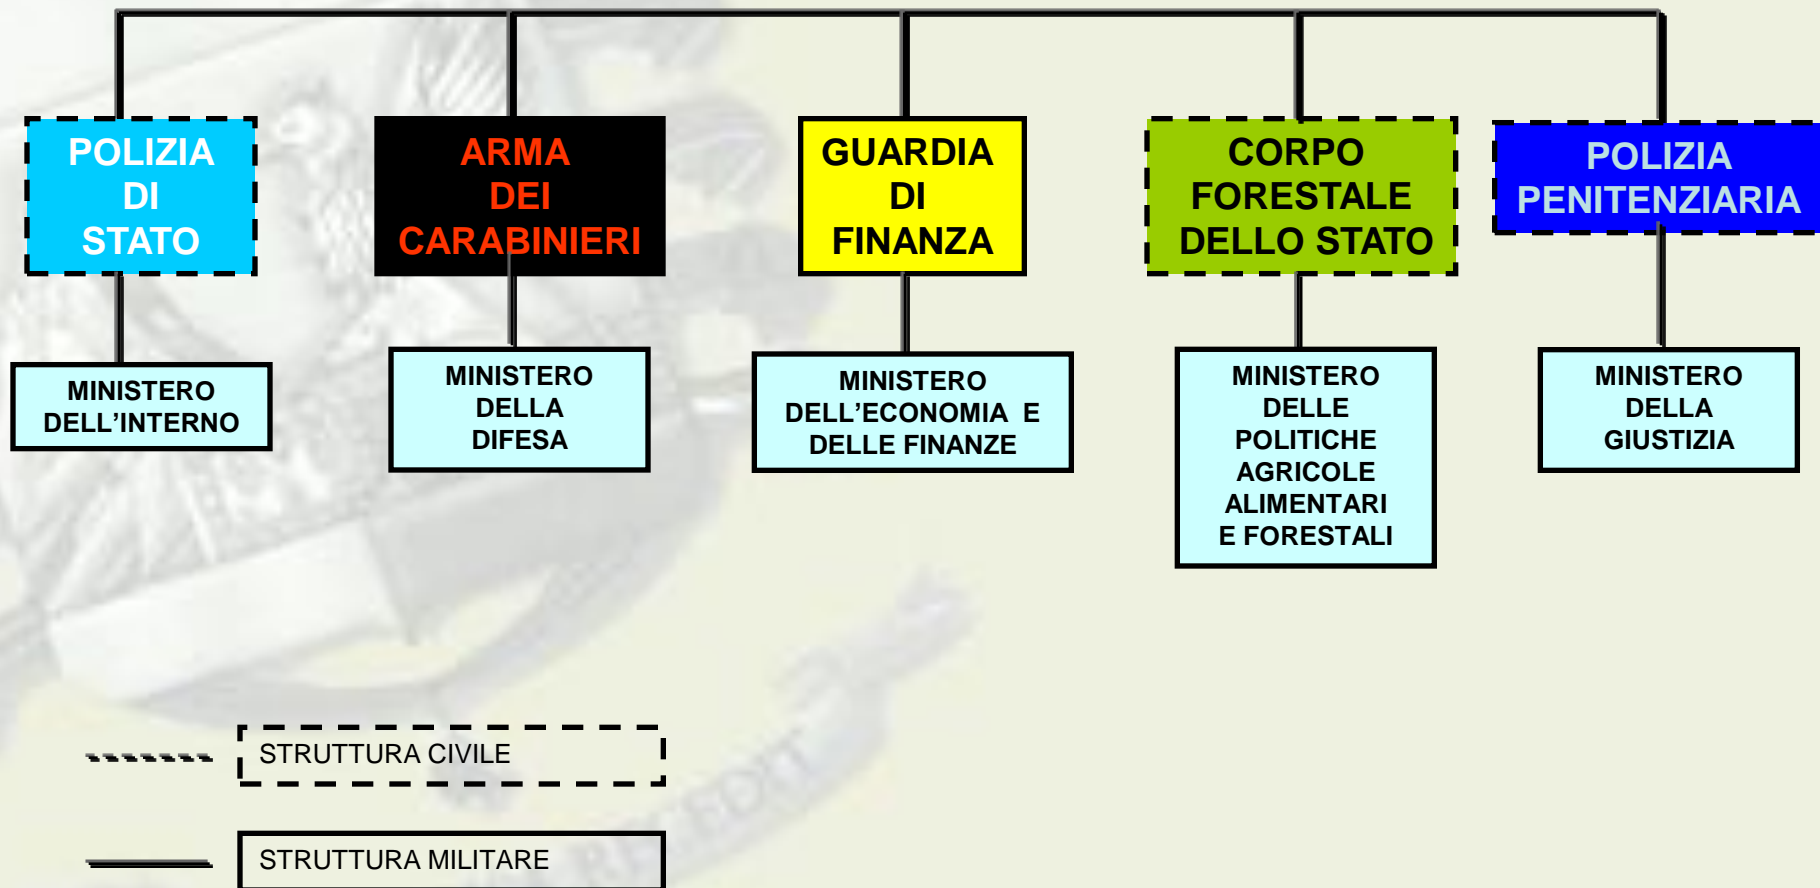 POLIZIA
DI
STATO
ARMA
DEI
CARABINIERI
GUARDIA
DI
FINANZA
CORPO
FORESTALE
DELLO STATO
POLIZIA
PENITENZIARIA
MINISTERO
DELL’INTERNO
MINISTERO
DELLA
DIFESA
MINISTERO
DELL’ECONOMIA E
DELLE FINANZE
MINISTERO
DELLE
POLITICHE
AGRICOLE
ALIMENTARI
E FORESTALI
MINISTERO
DELLA
GIUSTIZIA
STRUTTURA CIVILE
STRUTTURA MILITARE